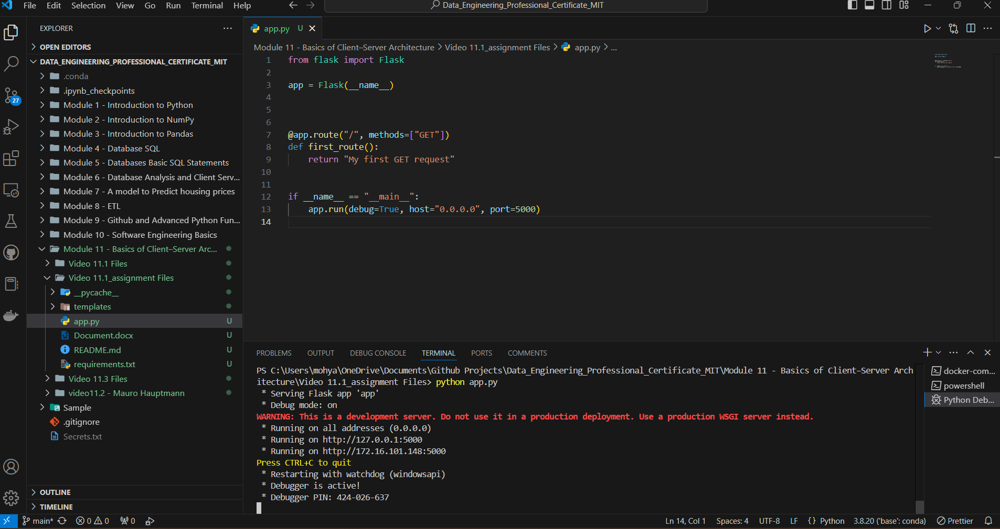 File Edit Selection View Go Run Terminal Help
Data_Engineering_Professional_Certificate_MIT
EXPLORER
OPEN EDITORS
DATA_ENGINEERING_PROFESSIONAL_CERTIFICATE_MIT
.conda
.ipynb_checkpoints
Module 1 - Introduction to Python
Module 2 - Introduction to NumPy
Module 3 - Introduction to Pandas
Module 4 - Database SQL
Module 5 - Databases Basic SQL Statements
Module 6 - Database Analysis and Client Serv...
Module 7 - A model to Predict housing prices
Module 8 - ETL
Module 9 - Github and Advanced Python Fun...
Module 10 - Software Engineering Basics
Module 11 - Basics of Client–Server Arc...
Video 11.1 Files
Video 11.1_assignment Files
__pycache__
templates
app.py U
Document.docx U
README.md U
requirements.txt U
Video 11.3 Files
video11.2 - Mauro Hauptmann
Sample
.gitignore
Secrets.txt
OUTLINE
TIMELINE
27
app.py U
Module 11 - Basics of Client–Server Architecture > Video 11.1_assignment Files > app.py > ...
1 from flask import Flask
2
3 app = Flask(__name__)
4
5
6
7 @app.route("/", methods=["GET"])
8 def first_route():
9     return "My first GET request"
10
11
12 if __name__ == "__main__":
13     app.run(debug=True, host="0.0.0.0", port=5000)
14
PROBLEMS OUTPUT DEBUG CONSOLE TERMINAL PORTS COMMENTS
PS C:\Users\mohya\OneDrive\Documents\Github Projects\Data_Engineering_Professional_Certificate_MIT\Module 11 - Basics of Client–Server Arch
itecture\Video 11.1_assignment Files> python app.py
 * Serving Flask app 'app'
 * Debug mode: on
WARNING: This is a development server. Do not use it in a production deployment. Use a production WSGI server instead.
 * Running on all addresses (0.0.0.0)
 * Running on http://127.0.0.1:5000
 * Running on http://172.16.101.148:5000
Press CTRL+C to quit
 * Restarting with watchdog (windowsapi)
 * Debugger is active!
 * Debugger PIN: 424-026-637
docker-com...
powershell
Python Deb...
main* 0 0 0
Ln 14, Col 1 Spaces: 4 UTF-8 LF {} Python 3.8.20 ('base': conda) Prettier